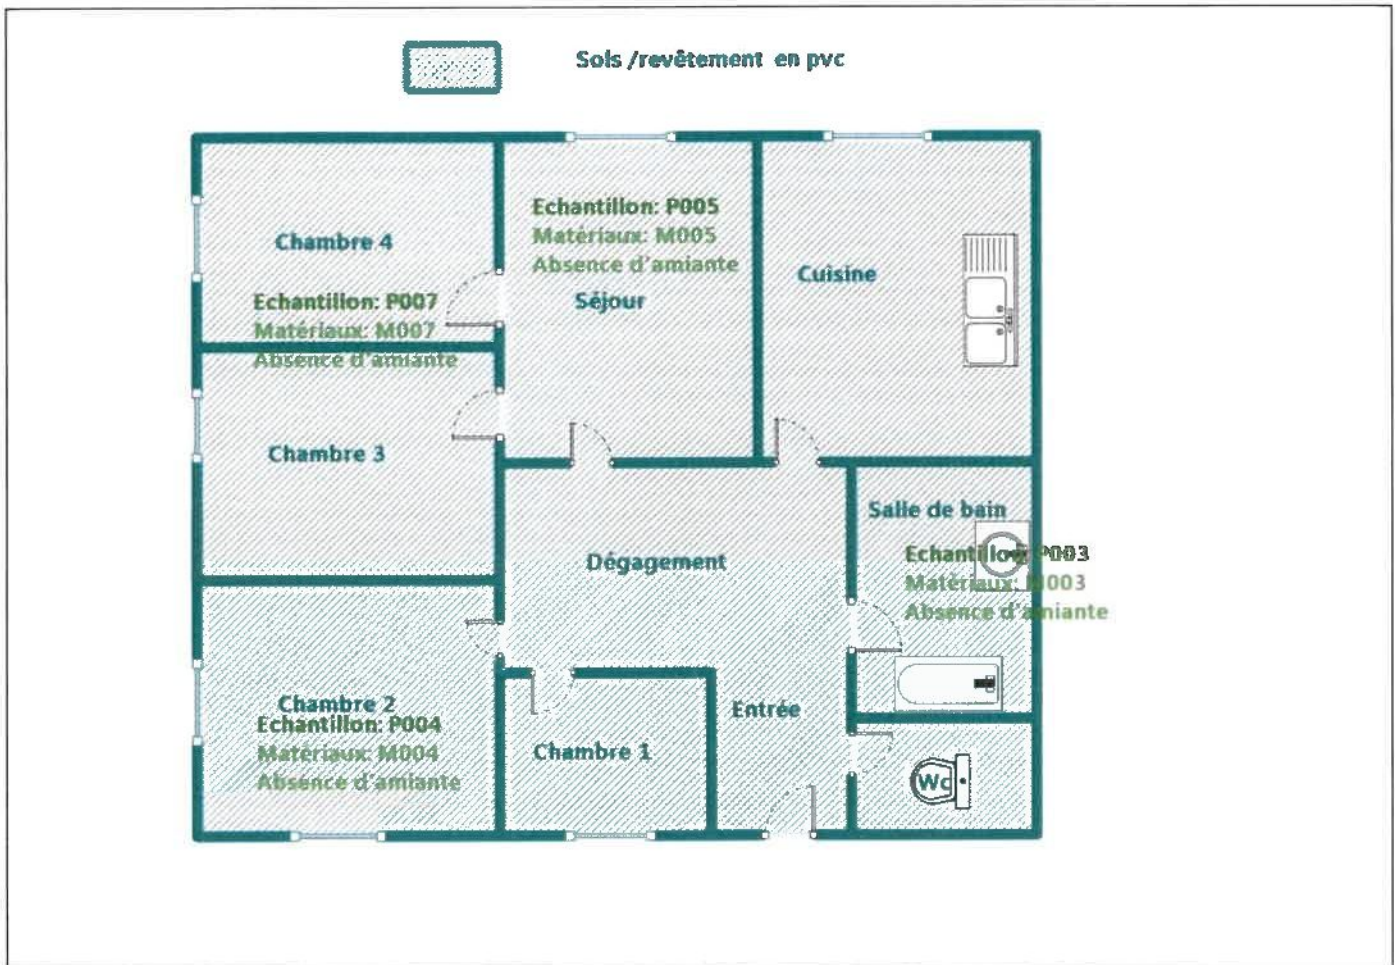 Sols /revêtement en pvc
Echantillon: P005
Matériaux: M005
Absence d'amiante
Séjour
Chambre 4
Echantillon: P007
Matériaux: M007
Absence d'amiante
Cuisine
Chambre 3
Salle de bain
Echantillon: P003
Matériaux: M003
Absence d'amiante
Dégagement
Chambre 2
Echantillon: P004
Matériaux: M004
Absence d'amiante
Entrée
Chambre 1
Wc